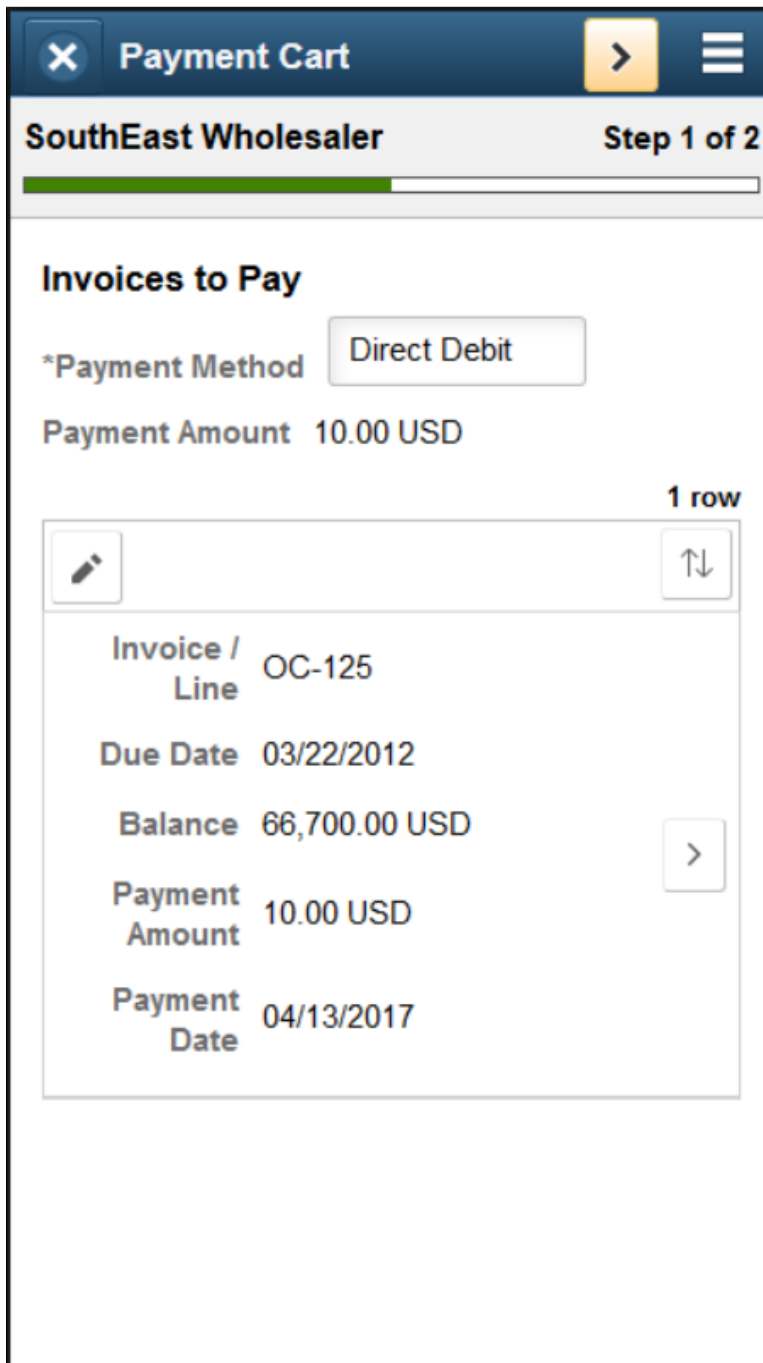 Payment Cart
SouthEast Wholesaler Step 1 of 2
Invoices to Pay
*Payment Method Direct Debit
Payment Amount 10.00 USD
1 row
Invoice / Line OC-125
Due Date 03/22/2012
Balance 66,700.00 USD
Payment Amount 10.00 USD
Payment Date 04/13/2017